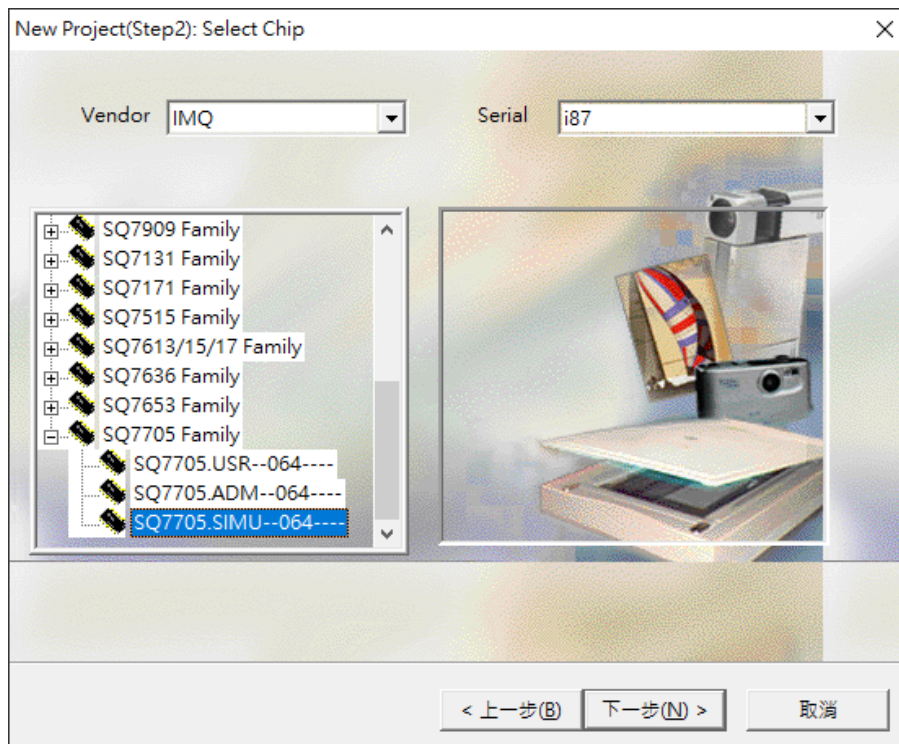 New Project(Step2): Select Chip
Vendor IMQ Serial i87
SQ7909 Family
SQ7131 Family
SQ7171 Family
SQ7515 Family
SQ7613/15/17 Family
SQ7636 Family
SQ7653 Family
SQ7705 Family
SQ7705.USR--064----
SQ7705.ADM--064----
SQ7705.SIMU--064----
< 上一步(B) 下一步(N) > 取消